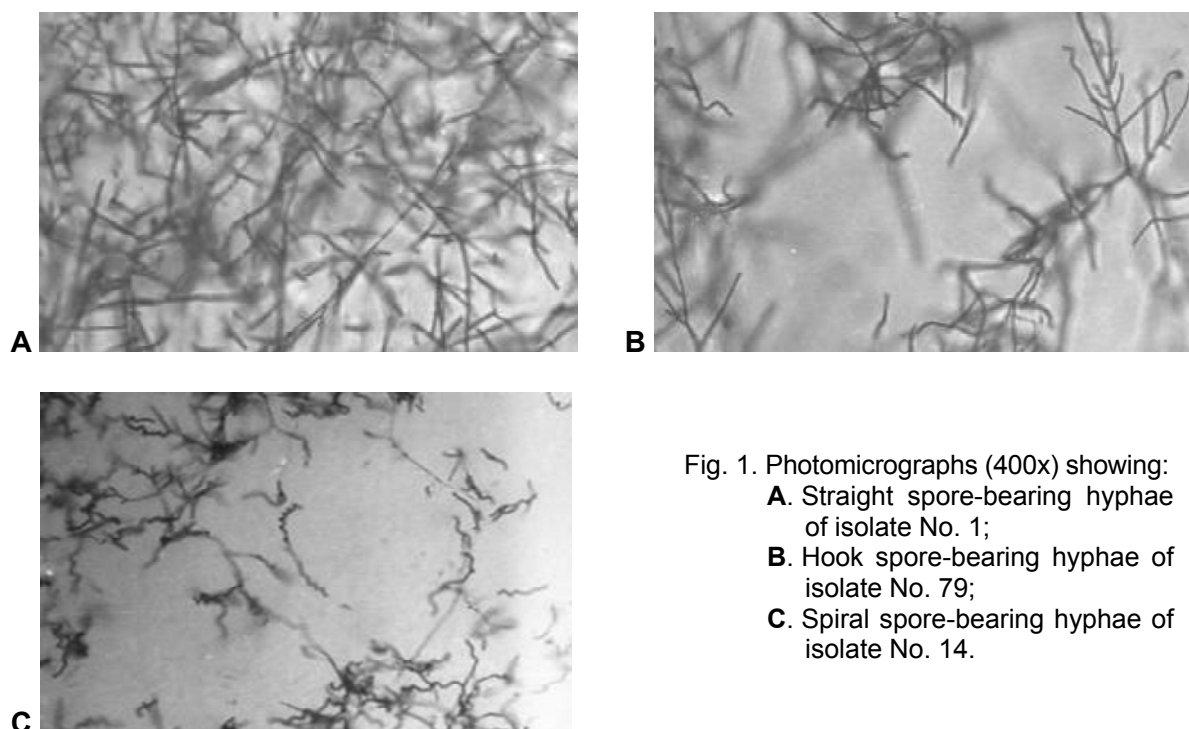 A
B
C
Fig. 1. Photomicrographs (400x) showing:
A. Straight spore-bearing hyphae
of isolate No. 1;
B. Hook spore-bearing hyphae of
isolate No. 79;
C. Spiral spore-bearing hyphae of
isolate No. 14.